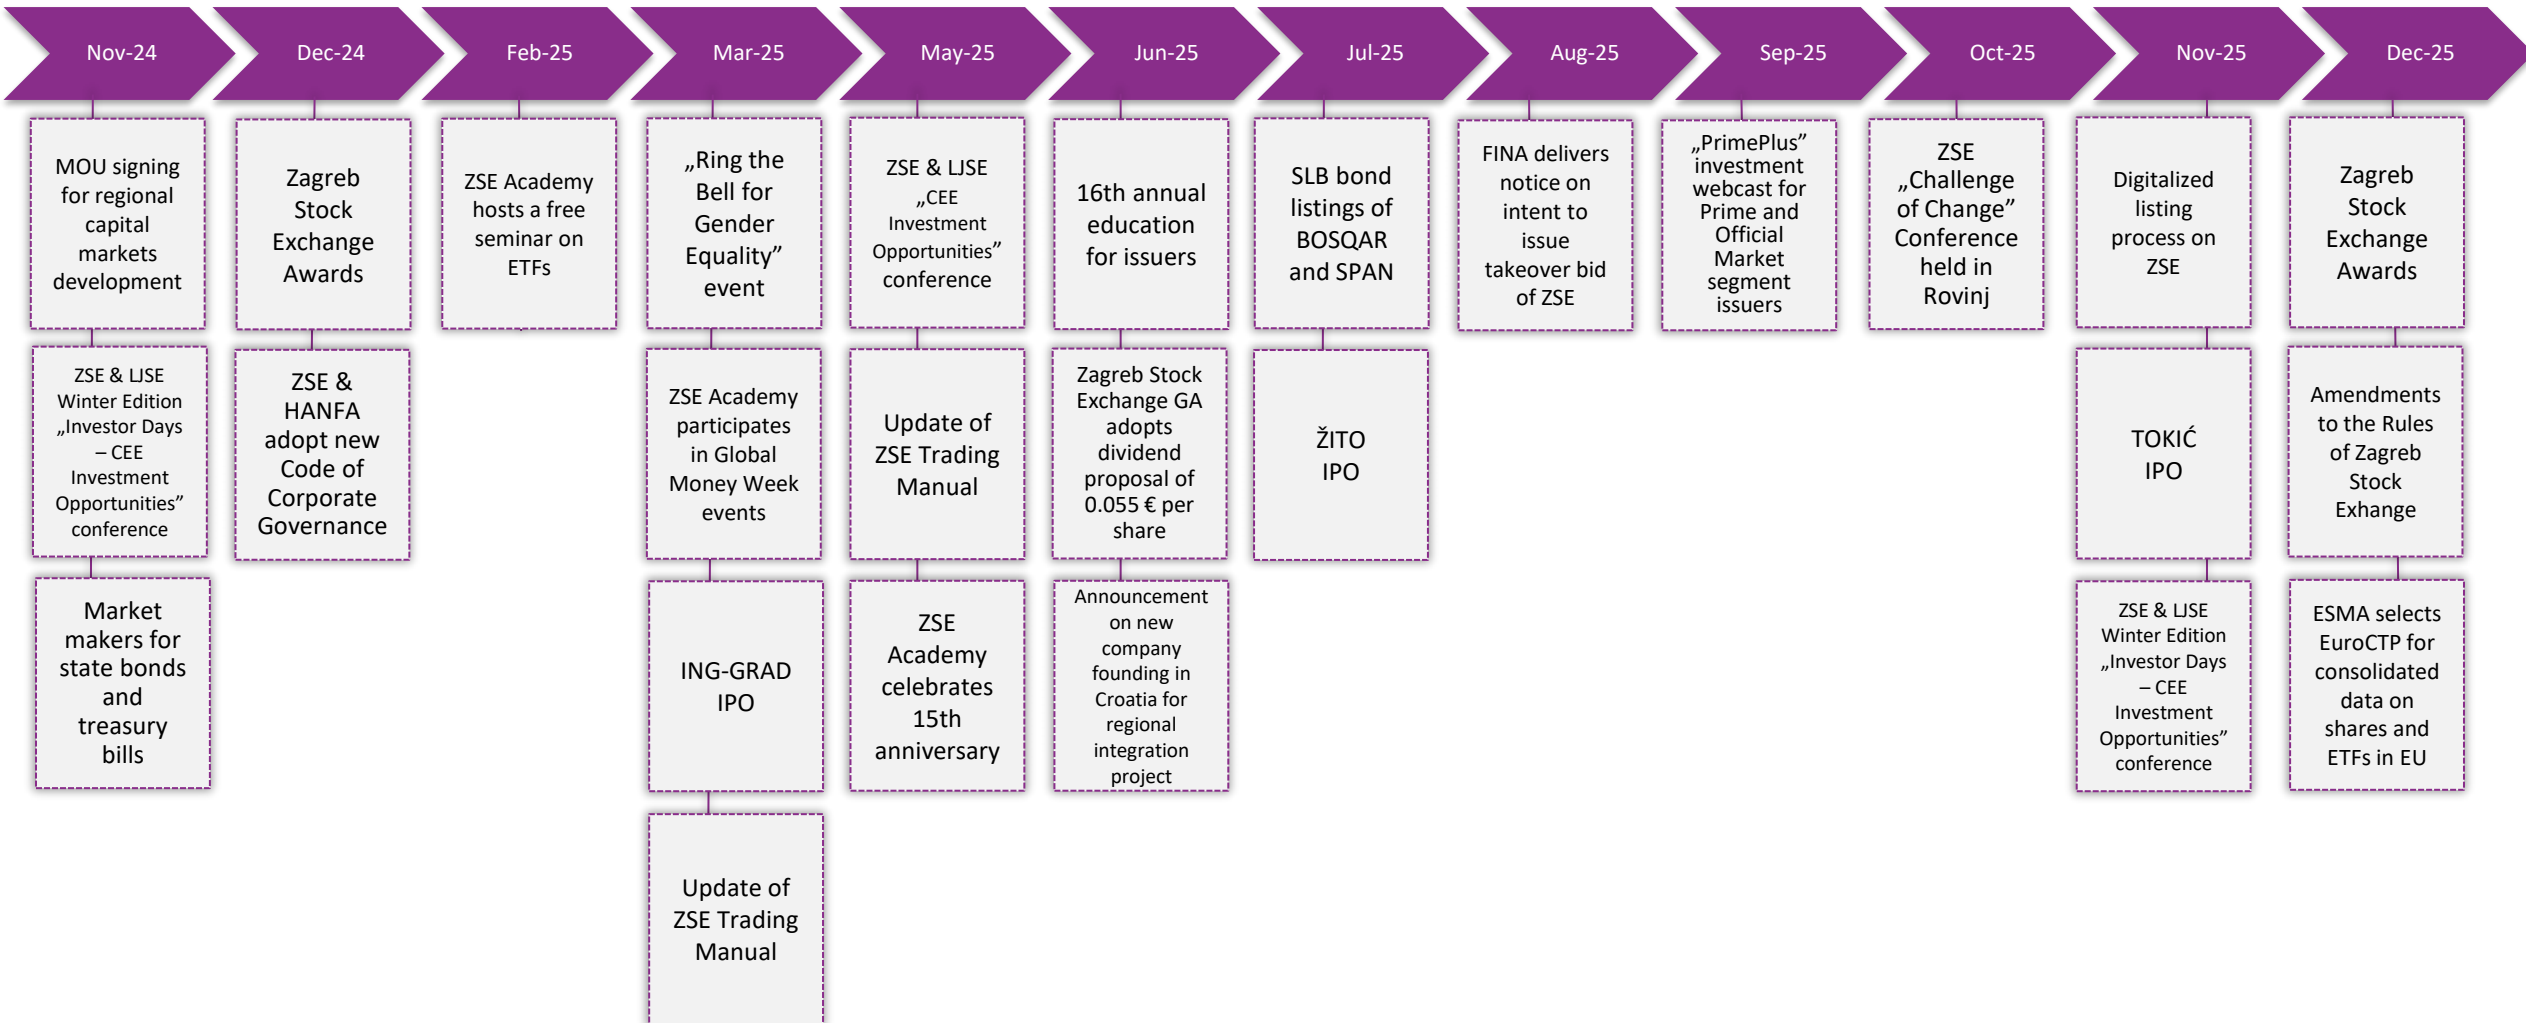 Nov-24
Dec-24
Feb-25
Mar-25
May-25
Jun-25
Jul-25
Aug-25
Sep-25
Oct-25
Nov-25
Dec-25
MOU signing
for regional
capital
markets
development
ZSE & LJSE
Winter Edition
„Investor Days
– CEE
Investment
Opportunities”
conference
Market
makers for
state bonds
and
treasury
bills
Zagreb
Stock
Exchange
Awards
ZSE &
HANFA
adopt new
Code of
Corporate
Governance
ZSE Academy
hosts a free
seminar on
ETFs
„Ring the
Bell for
Gender
Equality”
event
ZSE Academy
participates
in Global
Money Week
events
ING-GRAD
IPO
Update of
ZSE Trading
Manual
ZSE & LJSE
„CEE
Investment
Opportunities”
conference
Update of
ZSE Trading
Manual
ZSE
Academy
celebrates
15th
anniversary
16th annual
education
for issuers
Zagreb Stock
Exchange GA
adopts
dividend
proposal of
0.055 € per
share
Announcement
on new
company
founding in
Croatia for
regional
integration
project
SLB bond
listings of
BOSQAR
and SPAN
ŽITO
IPO
FINA delivers
notice on
intent to
issue
takeover bid
of ZSE
„PrimePlus”
investment
webcast for
Prime and
Official
Market
segment
issuers
ZSE
„Challenge
of Change”
Conference
held in
Rovinj
Digitalized
listing
process on
ZSE
TOKIĆ
IPO
ZSE & LJSE
Winter Edition
„Investor Days
– CEE
Investment
Opportunities”
conference
Zagreb
Stock
Exchange
Awards
Amendments
to the Rules
of Zagreb
Stock
Exhange
ESMA selects
EuroCTP for
consolidated
data on
shares and
ETFs in EU